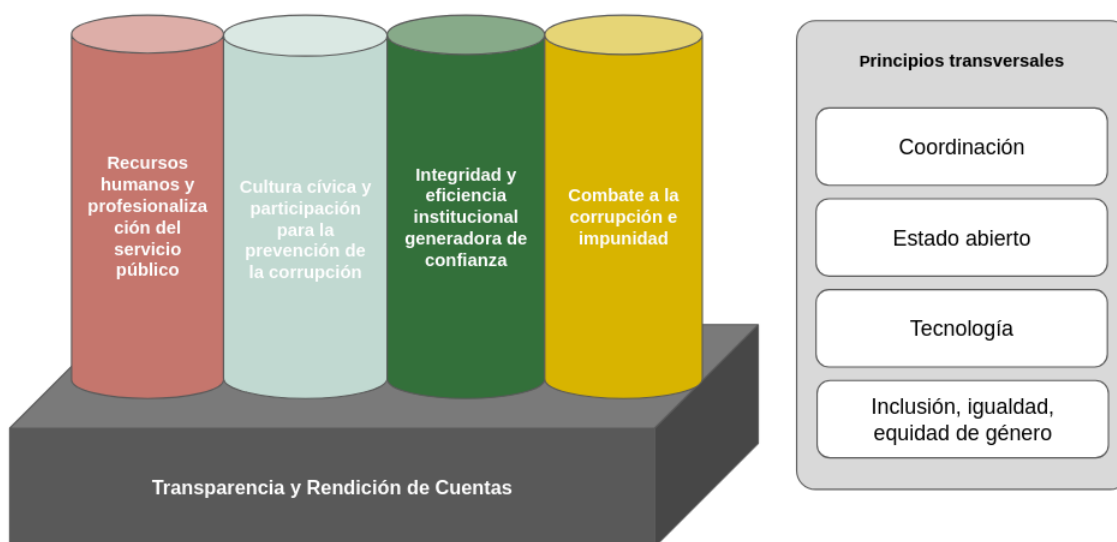 Recursos
humanos y
profesionaliza
ción del
servicio
público
Cultura cívica y
participación
para la
prevención de
la corrupción
Integridad y
eficiencia
institucional
generadora de
confianza
Combate a la
corrupción e
impunidad
Transparencia y Rendición de Cuentas
Principios transversales
Coordinación
Estado abierto
Tecnología
Inclusión, igualdad,
equidad de género